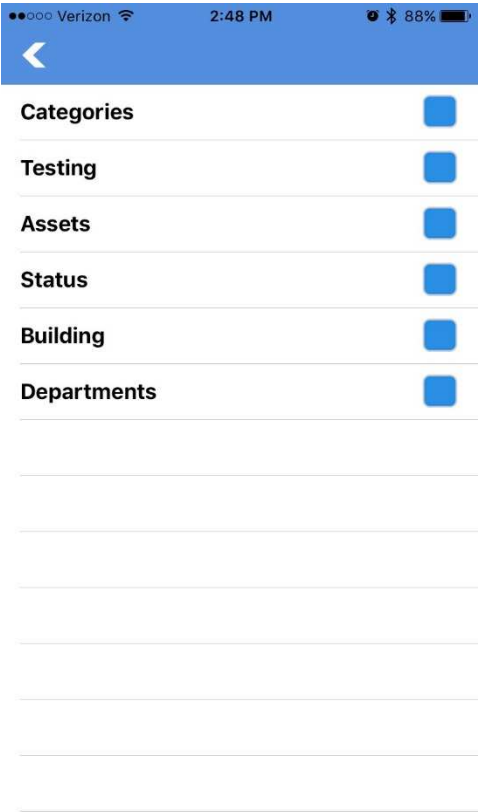 Verizon 2:48 PM 88%
Categories
Testing
Assets
Status
Building
Departments